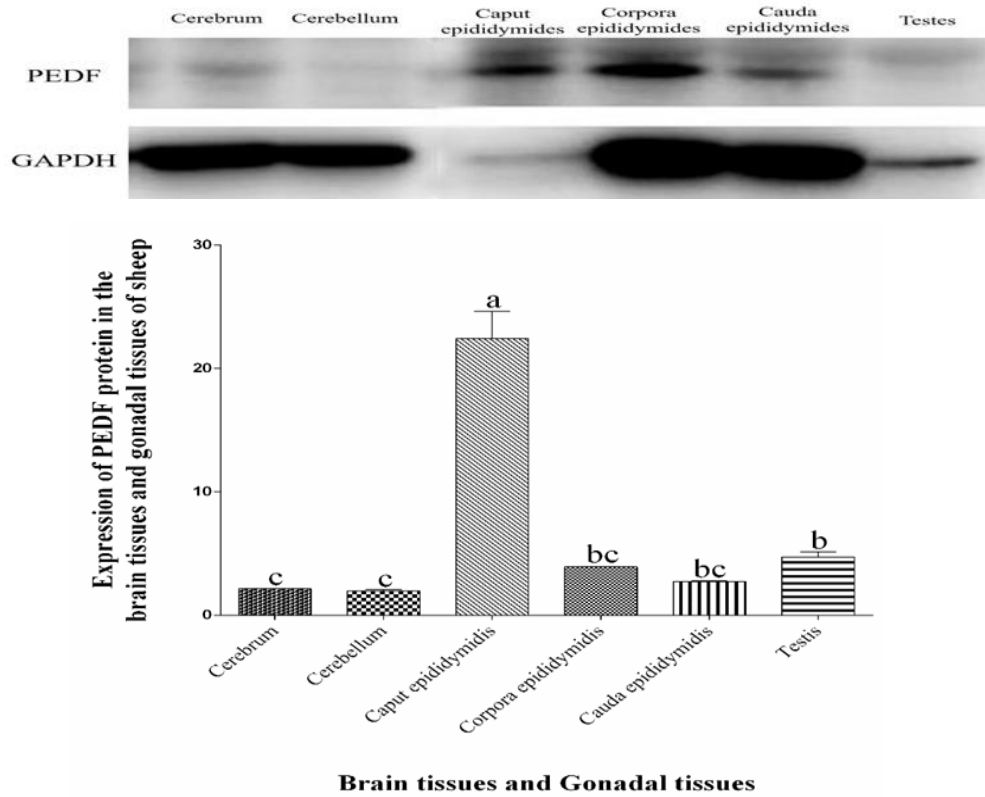 Cerebrum Cerebellum Caput epididymides Corpora epididymides Cauda epididymides Testes
PEDF
GAPDH
Expression of PEDF protein in the
brain tissues and gonadal tissues of sheep
30
20
10
0
c
c
a
bc
bc
b
Cerebrum
Cerebellum
Caput epididymidis
Corpora epididymidis
Cauda epididymidis
Testis
Brain tissues and Gonadal tissues